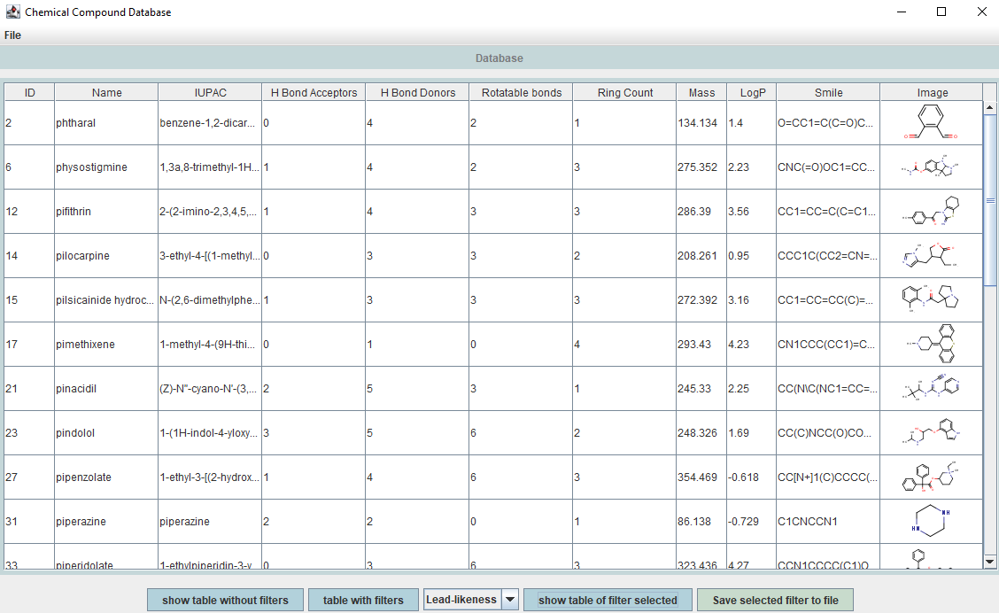 Chemical Compound Database
File
Database
ID Name IUPAC H Bond Acceptors H Bond Donors Rotatable bonds Ring Count Mass LogP Smile Image
2 phtharal benzene-1,2-dicar... 0 4 2 1 134.134 1.4 O=CC1=C(C=O)C...
6 physostigmine 1,3a,8-trimethyl-1H... 1 4 2 3 275.352 2.23 CNC(=O)OC1=CC...
12 pifithrin 2-(2-imino-2,3,4,5,... 1 4 3 3 286.39 3.56 CC1=CC=C(C=C1...
14 pilocarpine 3-ethyl-4-[(1-methyl... 0 3 3 2 208.261 0.95 CCC1C(CC2=CN=...
15 pilsicainide hydroc... N-(2,6-dimethylphe... 1 3 3 3 272.392 3.16 CC1=CC=CC(C)=...
17 pimethixene 1-methyl-4-(9H-thi... 0 1 0 4 293.43 4.23 CN1CCC(CC1)=C...
21 pinacidil (Z)-N"-cyano-N'-(3,... 2 5 3 1 245.33 2.25 CC(N\C(NC1=CC=...
23 pindolol 1-(1H-indol-4-yloxy... 3 5 6 2 248.326 1.69 CC(C)NCC(O)CO...
27 pipenzolate 1-ethyl-3-[(2-hydrox... 1 4 6 3 354.469 -0.618 CC[N+]1(C)CCCC(...
31 piperazine piperazine 2 2 0 1 86.138 -0.729 C1CNCCN1 HN NH
33 piperidolate 1-ethylpiperidin-3-y 0 3 6 3 323.436 4.27 CCN1CCCC(C1)O
show table without filters table with filters Lead-likeness show table of filter selected Save selected filter to file